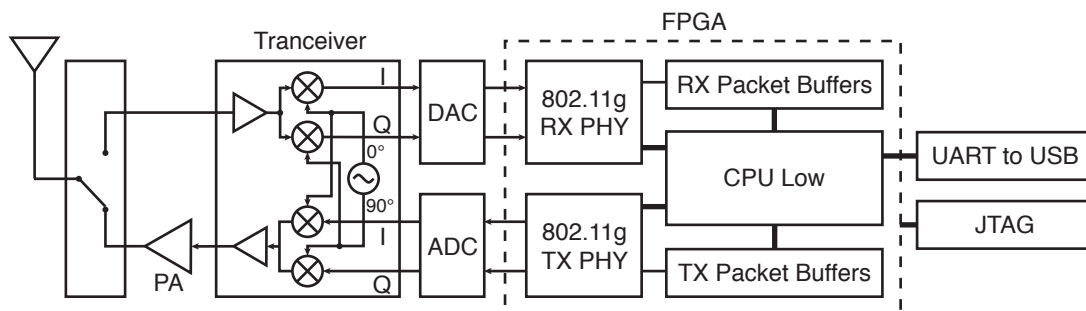 FPGA
Tranceiver
I
Q
0°
90°
I
Q
PA
DAC
ADC
802.11g
RX PHY
802.11g
TX PHY
RX Packet Buffers
CPU Low
TX Packet Buffers
UART to USB
JTAG